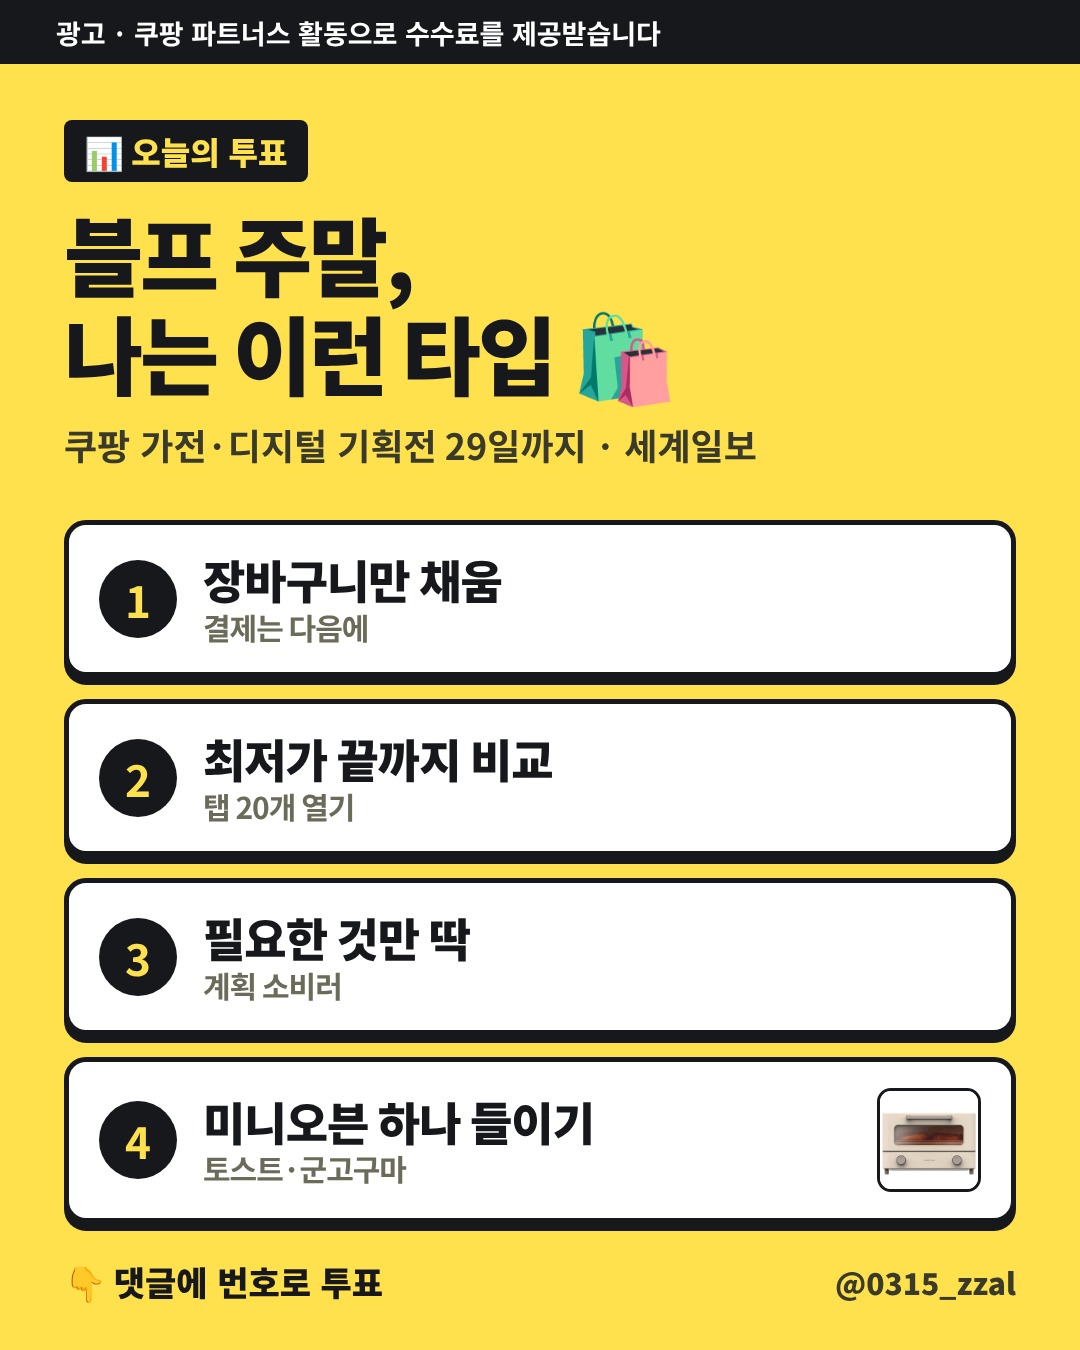 광고 · 쿠팡 파트너스 활동으로 수수료를 제공받습니다
📊 오늘의 투표
블프 주말,
나는 이런 타입 🛍️
쿠팡 가전·디지털 기획전 29일까지 · 세계일보
1 장바구니만 채움
결제는 다음에
2 최저가 끝까지 비교
탭 20개 열기
3 필요한 것만 딱
계획 소비러
4 미니오븐 하나 들이기
토스트·군고구마
👇 댓글에 번호로 투표
@0315_zzal